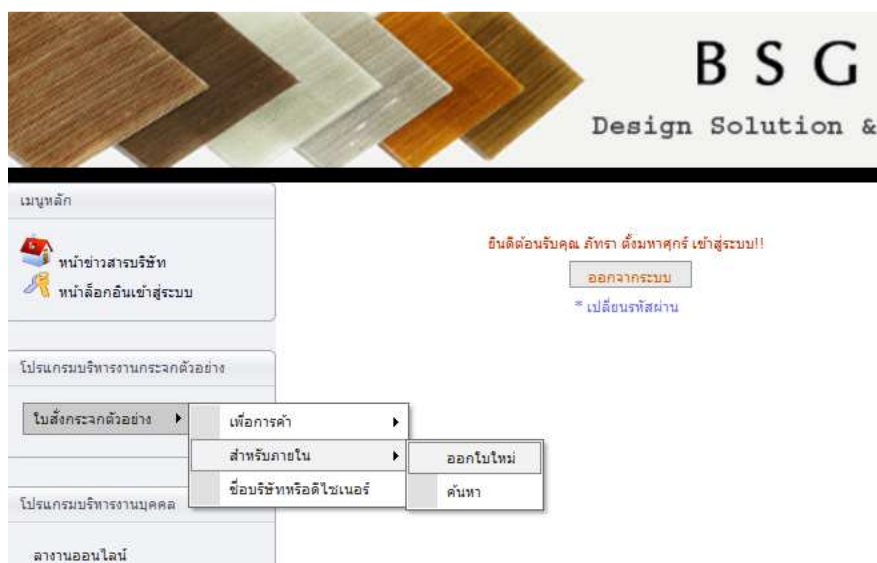 B S G
Design Solution &
เมนูหลัก
หน้าข่าวสารบริษัท
หน้าล็อกอินเข้าสู่ระบบ
ยินดีต้อนรับคุณ ภัทรา ตั้งมหาศุกร์ เข้าสู่ระบบ!!
ออกจากระบบ
* เปลี่ยนรหัสผ่าน
โปรแกรมบริหารงานกระจกตัวอย่าง
ใบสั่งกระจกตัวอย่าง
เพื่อการค้า
สำหรับภายใน
ออกใบใหม่
ชื่อบริษัทหรือดีไซเนอร์
ค้นหา
โปรแกรมบริหารงานบุคคล
ลางานออนไลน์